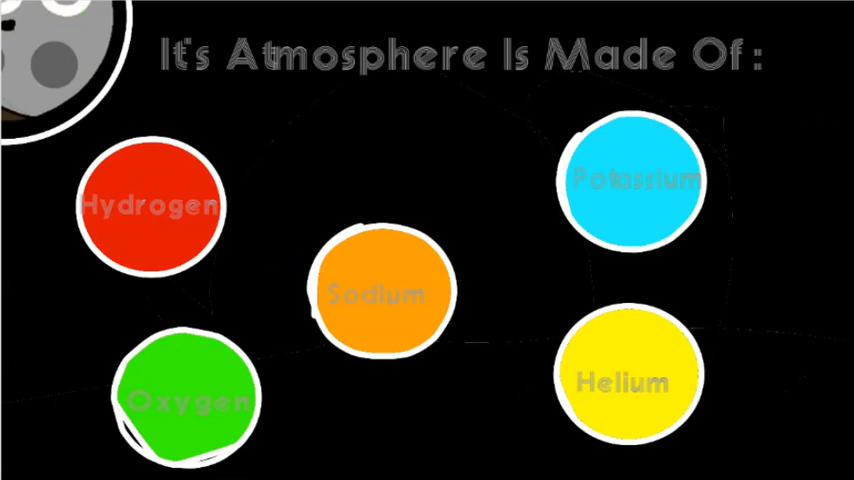 It's Atmosphere Is Made Of:
Hydrogen
Potassium
Sodium
Oxygen
Helium